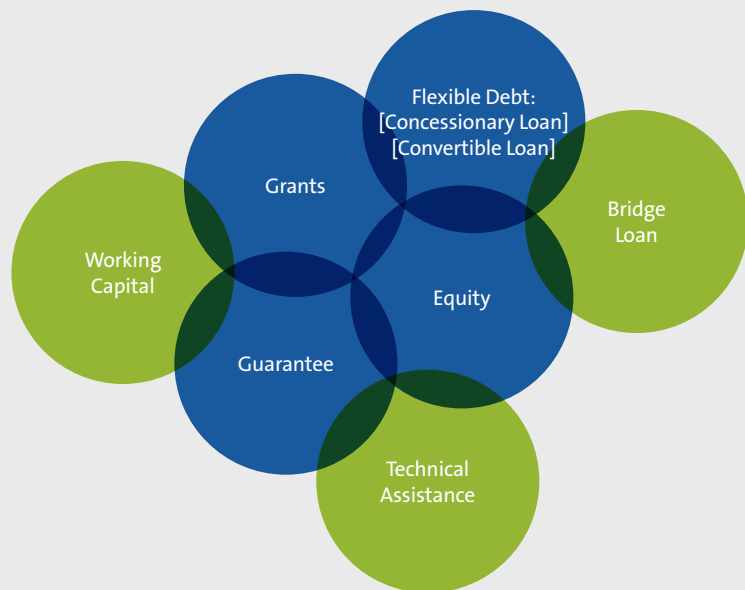 Flexible Debt:
[Concessionary Loan]
[Convertible Loan]
Grants
Bridge
Loan
Working
Capital
Equity
Guarantee
Technical
Assistance